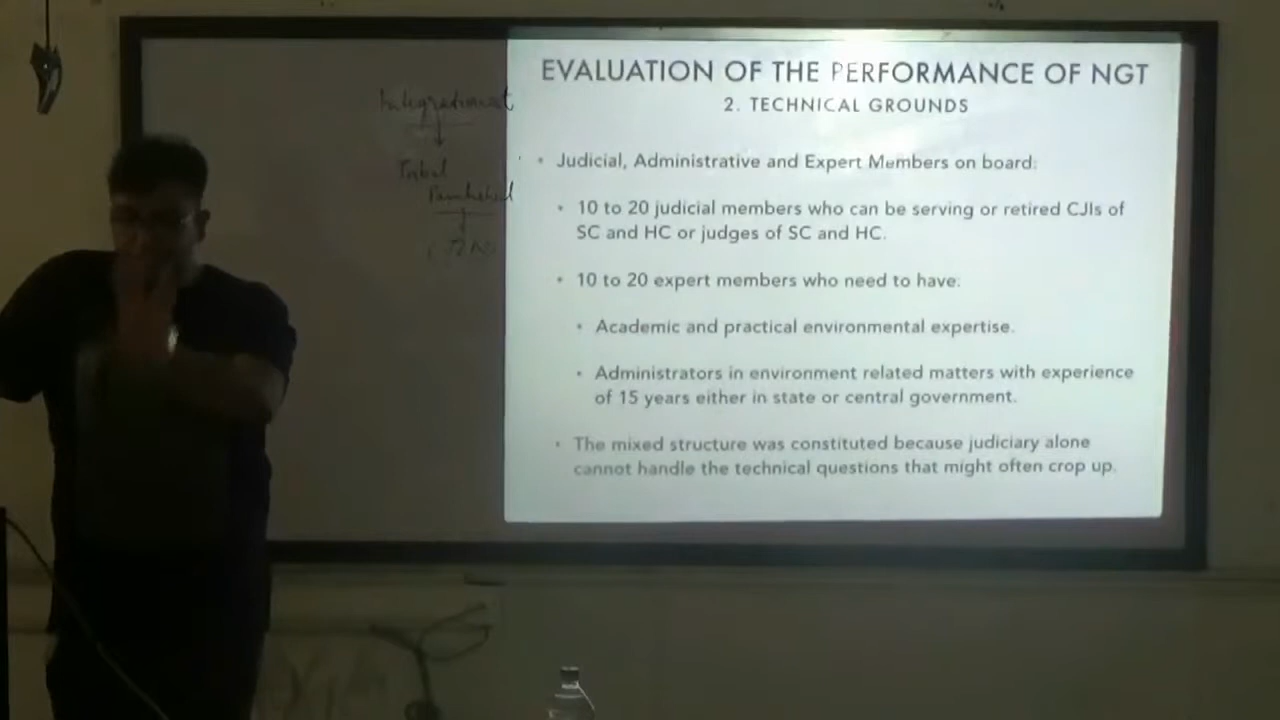 Integrationist
Tribal
EVALUATION OF THE PERFORMANCE OF NGT
2. TECHNICAL GROUNDS
• Judicial, Administrative and Expert Members on board:
• 10 to 20 judicial members who can be serving or retired CJIs of
SC and HC or judges of SC and HC.
• 10 to 20 expert members who need to have:
• Academic and practical environmental expertise.
• Administrators in environment related matters with experience
of 15 years either in state or central government.
• The mixed structure was constituted because judiciary alone
cannot handle the technical questions that might often crop up.